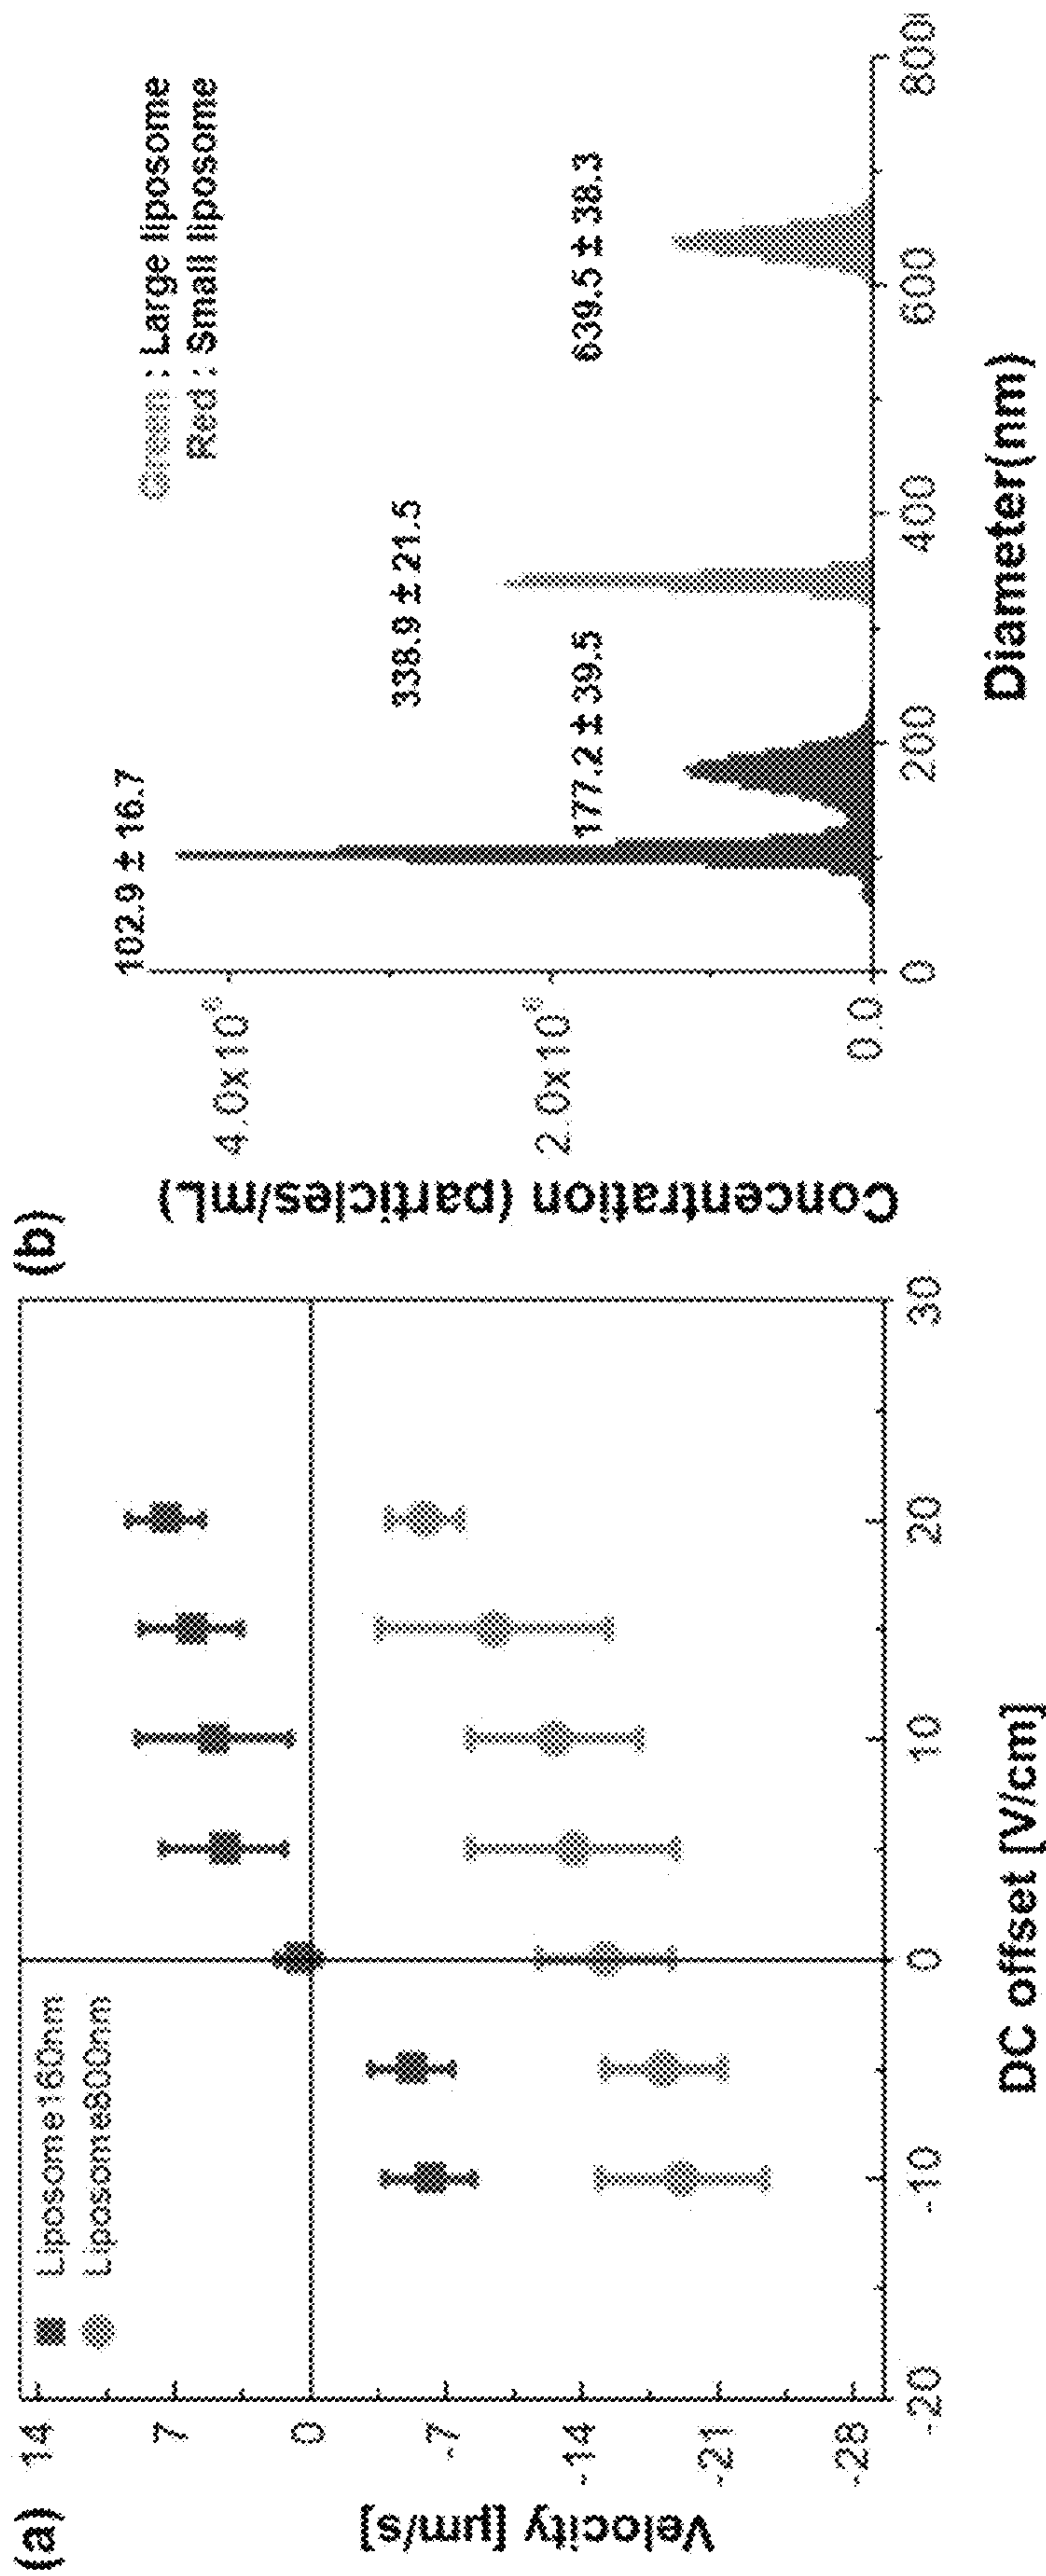 (a)
14
7
0
-7
-14
-21
-28
Velocity [μm/s]
Liposome160nm
Liposome800nm
-20
-10
0
10
20
30
DC offset [V/cm]
(b)
Concentration (particles/mL)
4.0x10⁸
2.0x10⁸
0.0
102.9 ± 16.7
177.2 ± 39.5
338.9 ± 21.5
639.5 ± 38.3
Green : Large liposome
Red : Small liposome
0
200
400
600
800
Diameter(nm)